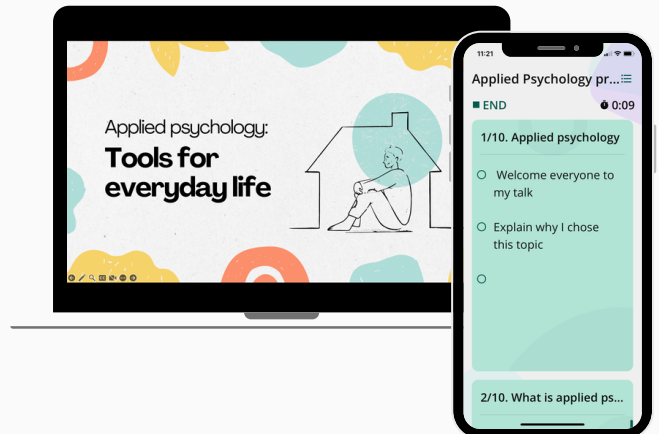 Applied psychology:
Tools for
everyday life
11:21
Applied Psychology pr...
END
0:09
1/10. Applied psychology
Welcome everyone to
my talk
Explain why I chose
this topic
2/10. What is applied ps...